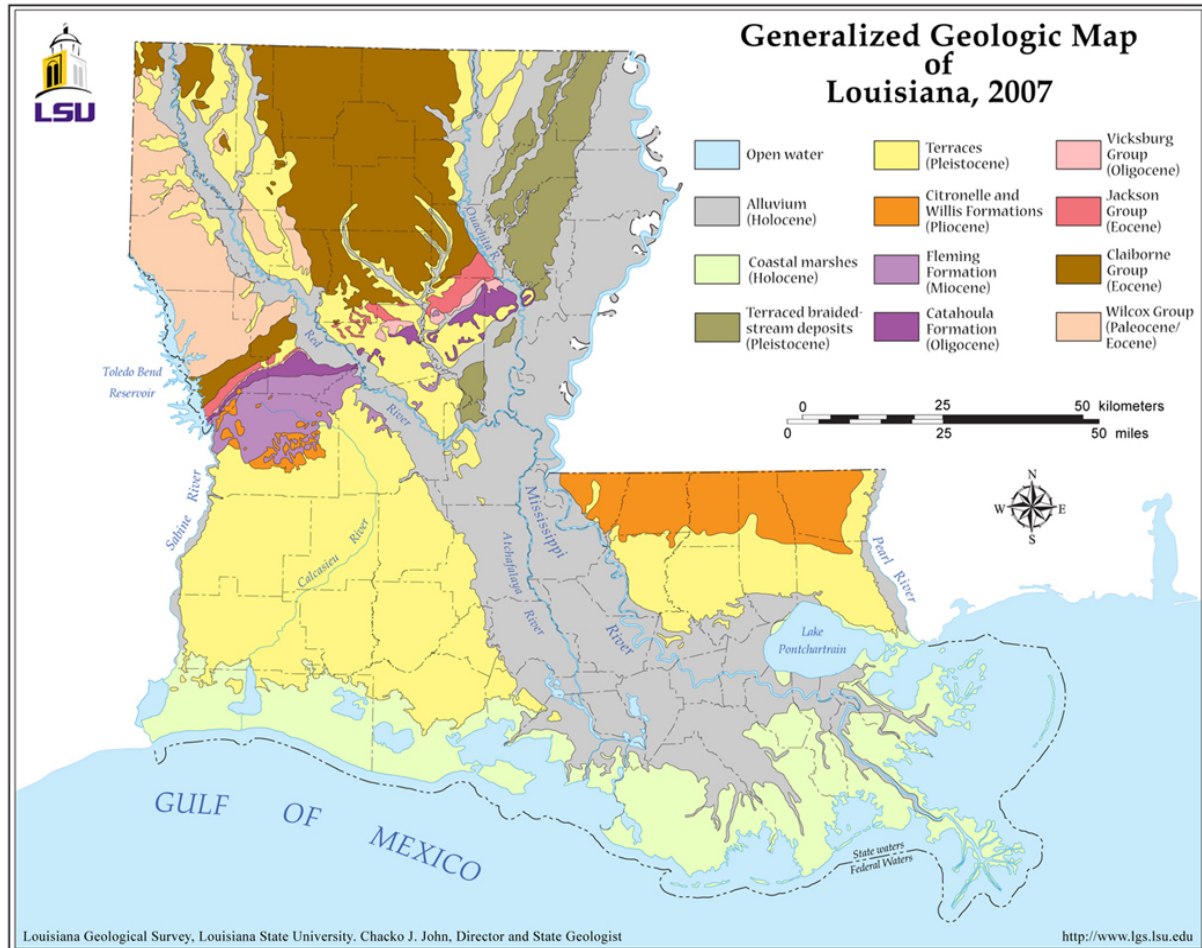 LSU
Generalized Geologic Map
of
Louisiana, 2007
Open water
Alluvium
(Holocene)
Coastal marshes
(Holocene)
Terraced braided-
stream deposits
(Pleistocene)
Terraces
(Pleistocene)
Citronelle and
Willis Formations
(Pliocene)
Fleming
Formation
(Miocene)
Catahoula
Formation
(Oligocene)
Vicksburg
Group
(Oligocene)
Jackson
Group
(Eocene)
Claiborne
Group
(Eocene)
Wilcox Group
(Paleocene/
Eocene)
0 25 50 kilometers
0 25 50 miles
N
W E
S
Ouachita R.
Red
River
Toledo Bend
Reservoir
Sabine River
Calcasieu River
Atchafalaya River
Mississippi
River
Pearl River
Lake
Pontchartrain
GULF OF MEXICO
State waters
Federal Waters
Louisiana Geological Survey, Louisiana State University. Chacko J. John, Director and State Geologist
http://www.lgs.lsu.edu